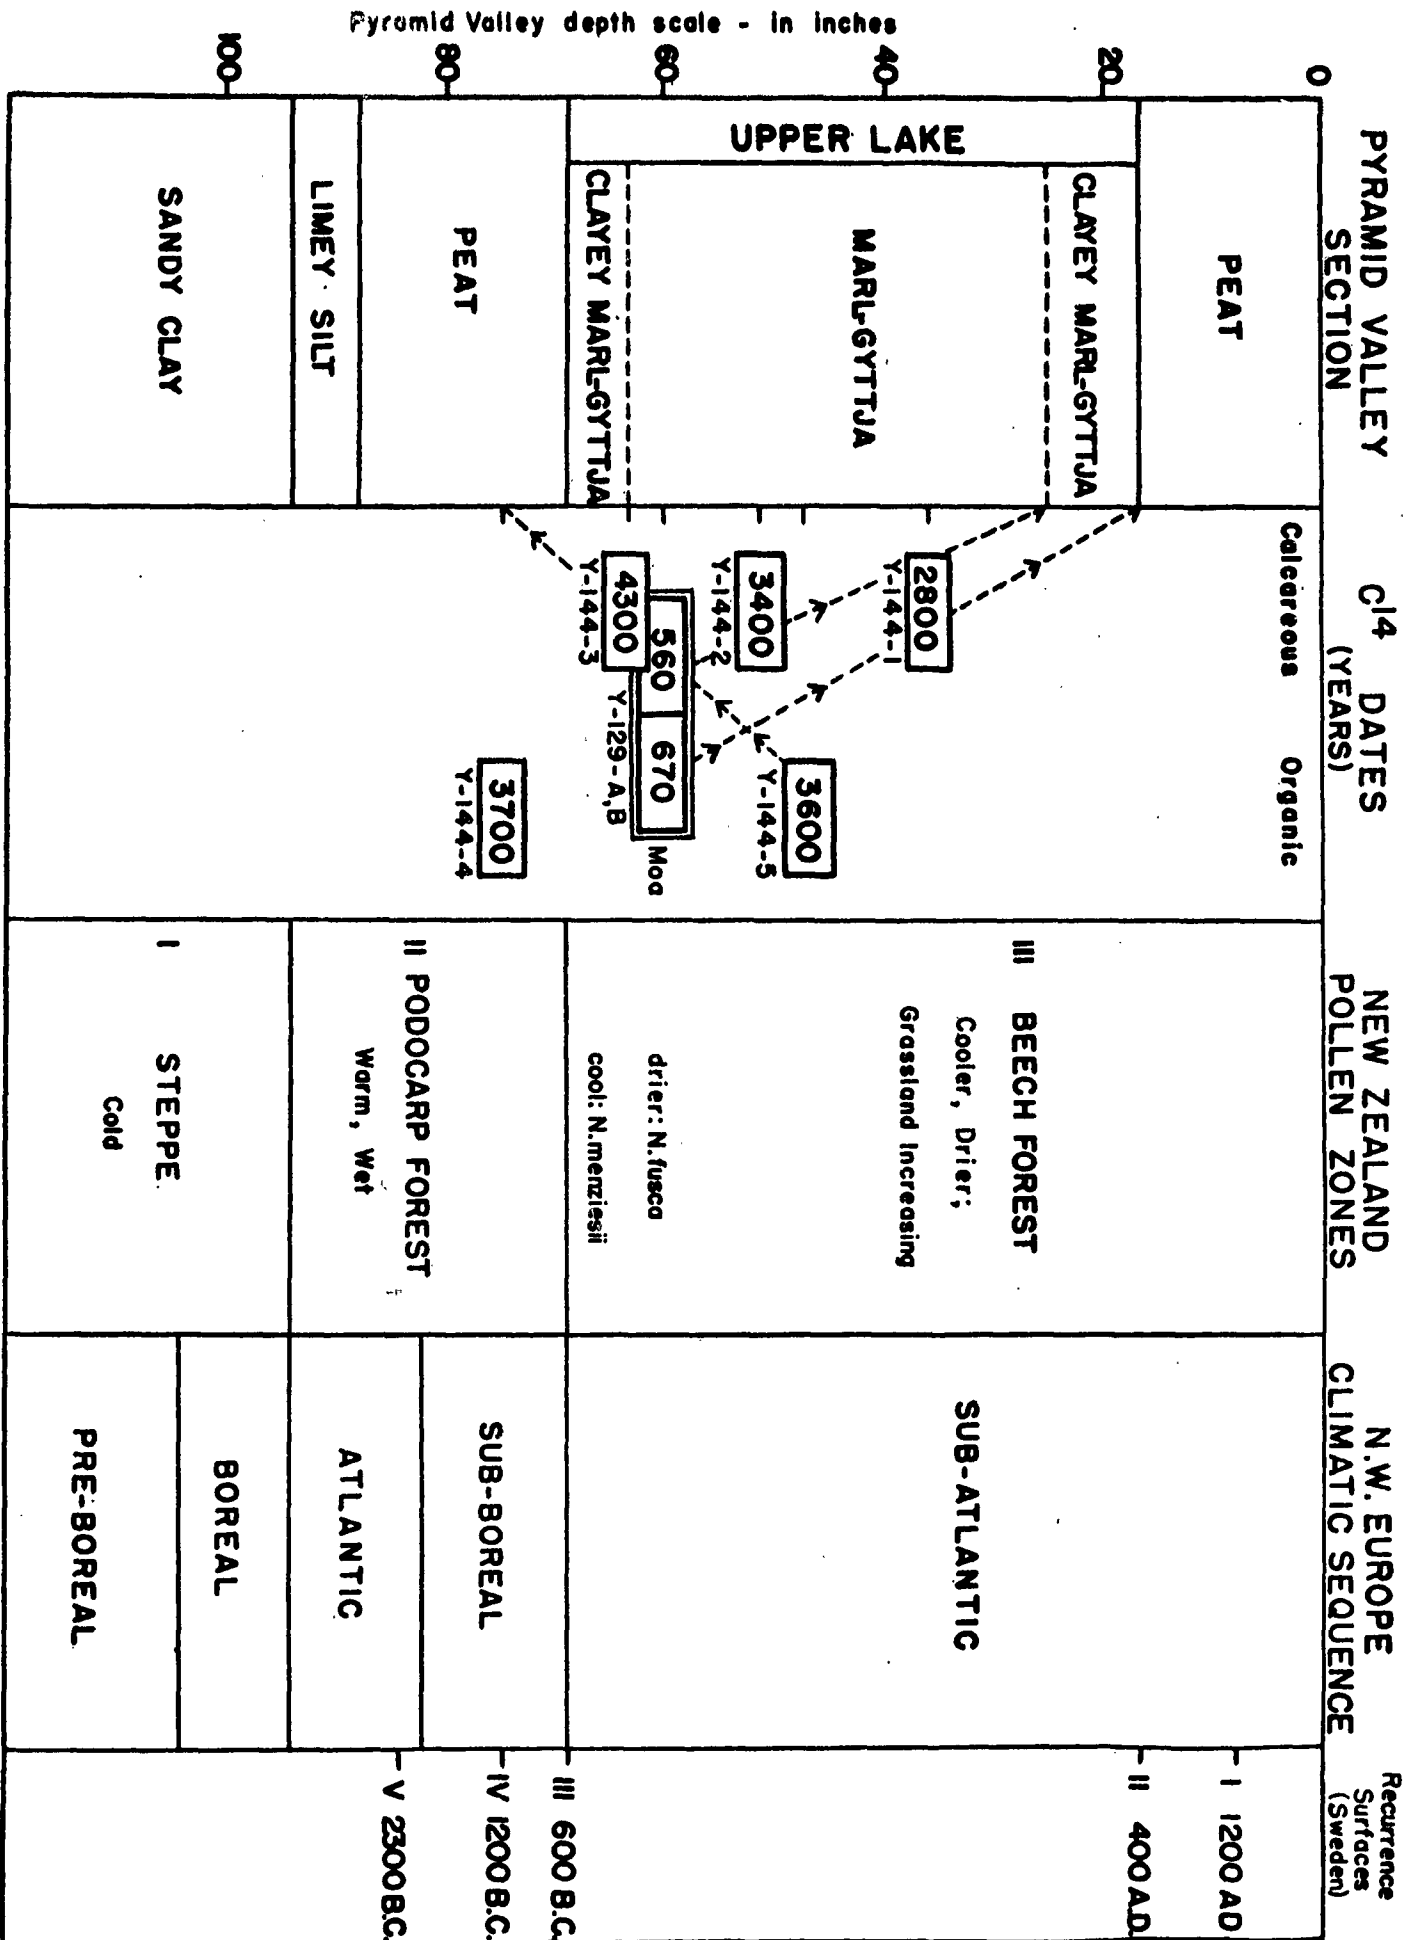 Pyramid Valley depth scale - in inches
0
20
40
60
80
100
PYRAMID VALLEY
SECTION
PEAT
UPPER LAKE
CLAYEY MARL-GYTTJA
MARL-GYTTJA
CLAYEY MARL-GYTTJA
PEAT
LIMEY SILT
SANDY CLAY
C14 DATES
(YEARS)
Calcareous Organic
2800
Y-144-1
3600
Y-144-5
3400
Y-144-2
560 670
Moa
Y-129-A,B
4300
Y-144-3
3700
Y-144-4
NEW ZEALAND
POLLEN ZONES
III BEECH FOREST
Cooler, Drier;
Grassland Increasing
drier: N.fusca
cool: N.menziesii
II PODOCARP FOREST
Warm, Wet
I STEPPE
Cold
N.W. EUROPE
CLIMATIC SEQUENCE
SUB-ATLANTIC
SUB-BOREAL
ATLANTIC
BOREAL
PRE-BOREAL
Recurrence
Surfaces
(Sweden)
I 1200 AD
II 400 A.D.
III 600 B.C.
IV 1200 B.C.
V 2300 B.C.